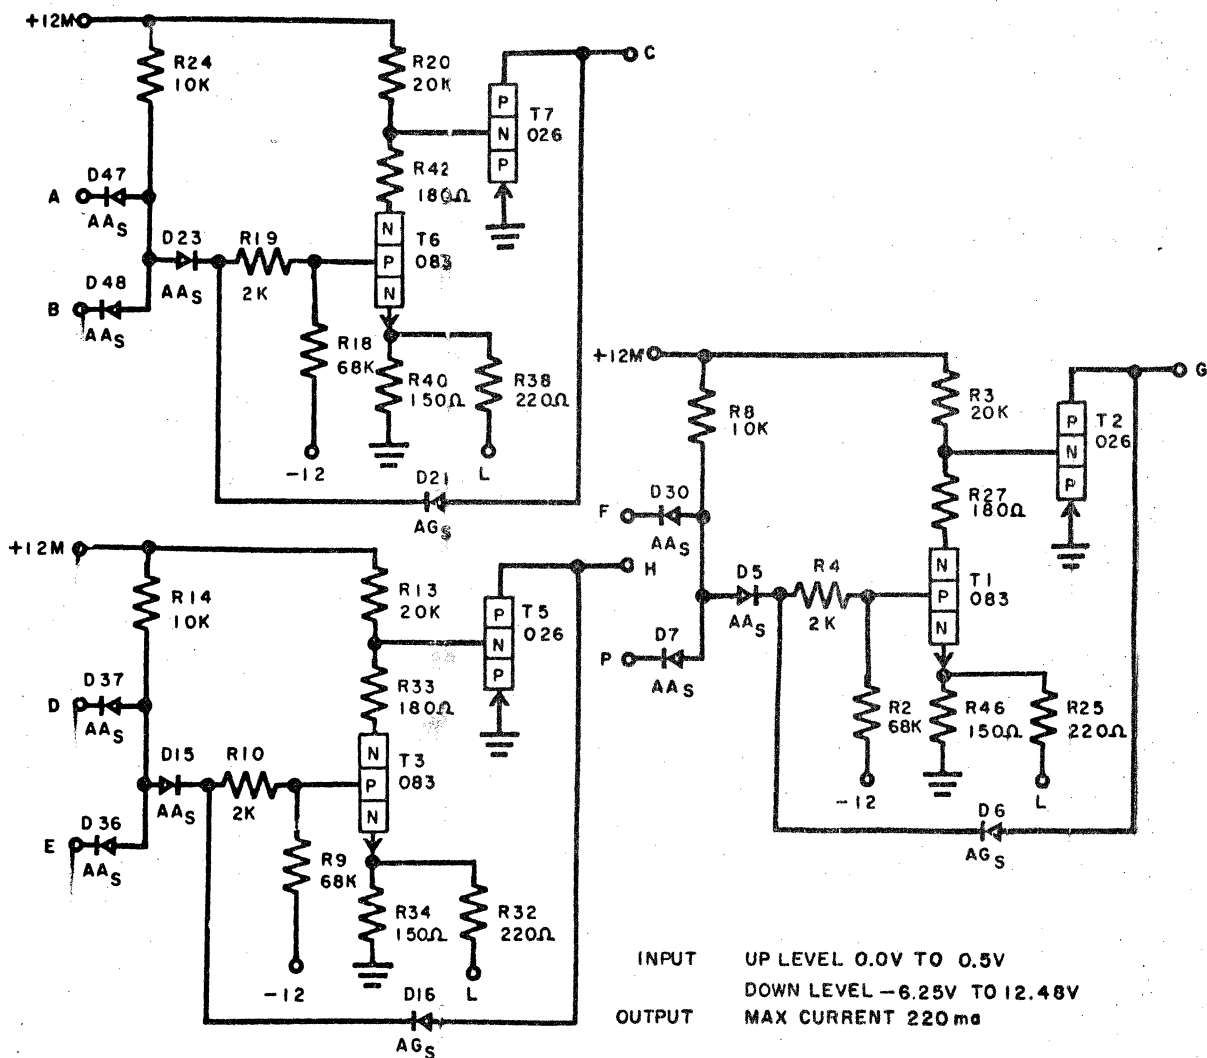 +12M
R24
10K
R20
20K
C
P
N
P
T7
026
D47
A
AAS
R42
180Ω
D23
R19
N
P
N
T6
083
D48
B
AAS
AAS
2K
R18
68K
R40
150Ω
R38
220Ω
-12
L
D21
AGS
+12M
R8
10K
R3
20K
G
P
N
P
T2
026
D30
F
AAS
R27
180Ω
D5
R4
N
P
N
T1
083
D7
P
AAS
AAS
2K
R2
68K
R46
150Ω
R25
220Ω
-12
L
D6
AGS
+12M
R14
10K
R13
20K
H
P
N
P
T5
026
D37
D
AAS
R33
180Ω
D15
R10
N
P
N
T3
083
D36
E
AAS
AAS
2K
R9
68K
R34
150Ω
R32
220Ω
-12
L
D16
AGS
INPUT UP LEVEL 0.0V TO 0.5V
DOWN LEVEL -6.25V TO 12.48V
OUTPUT MAX CURRENT 220 ma